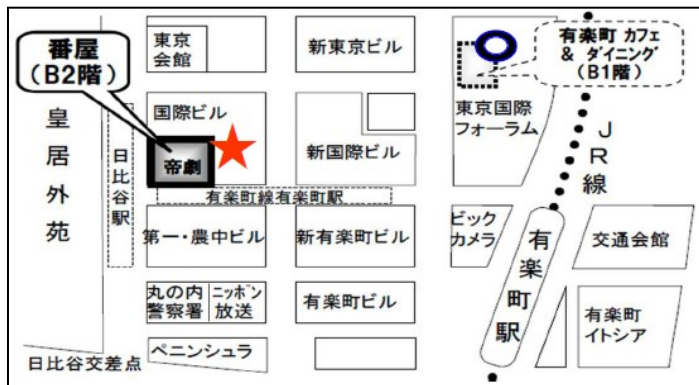 番屋
(B2階)
東京
会館
新東京ビル
有楽町 カフェ
& ダイニング
(B1階)
皇居外苑
日比谷駅
国際ビル
帝劇
新国際ビル
東京国際
フォーラム
JR線
有楽町線有楽町駅
第一・農中ビル
新有楽町ビル
ビック
カメラ
有楽町駅
交通会館
丸の内
警察署
ニッポン
放送
有楽町ビル
有楽町
イトシア
ペニンシュラ
日比谷交差点